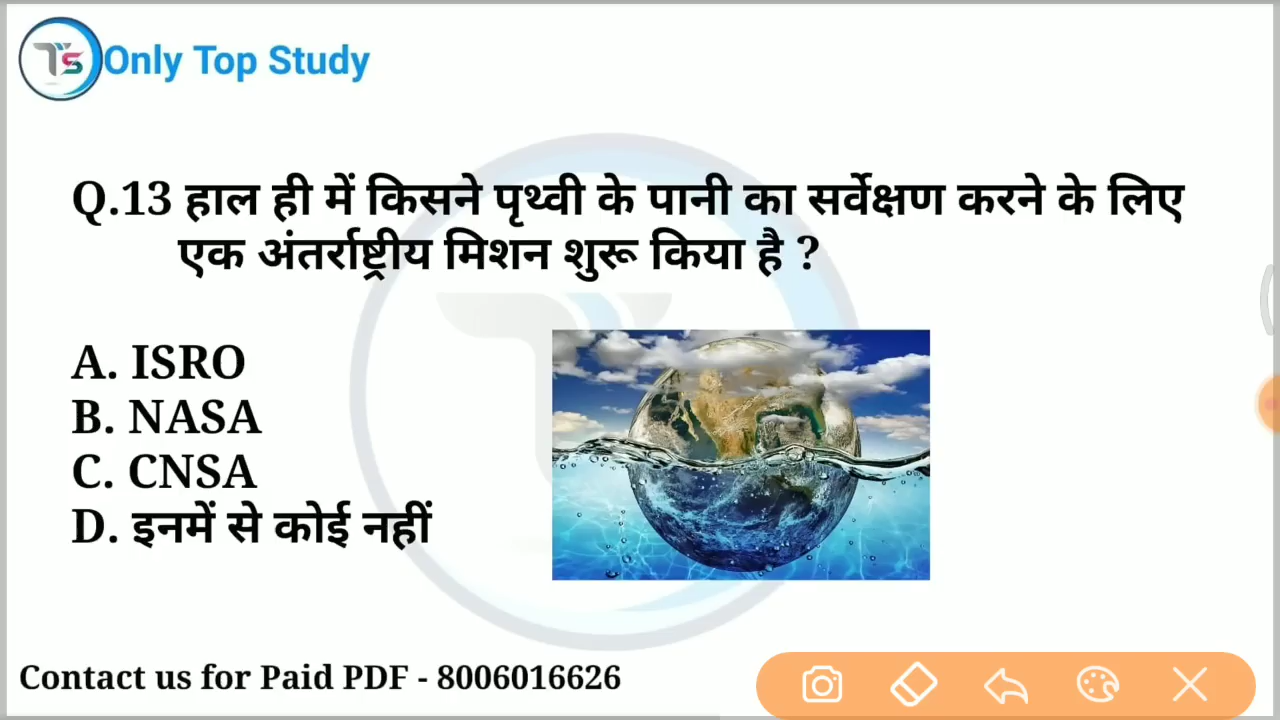 TS Only Top Study
Q.13 हाल ही में किसने पृथ्वी के पानी का सर्वेक्षण करने के लिए
एक अंतर्राष्ट्रीय मिशन शुरू किया है ?
A. ISRO
B. NASA
C. CNSA
D. इनमें से कोई नहीं
Contact us for Paid PDF - 8006016626